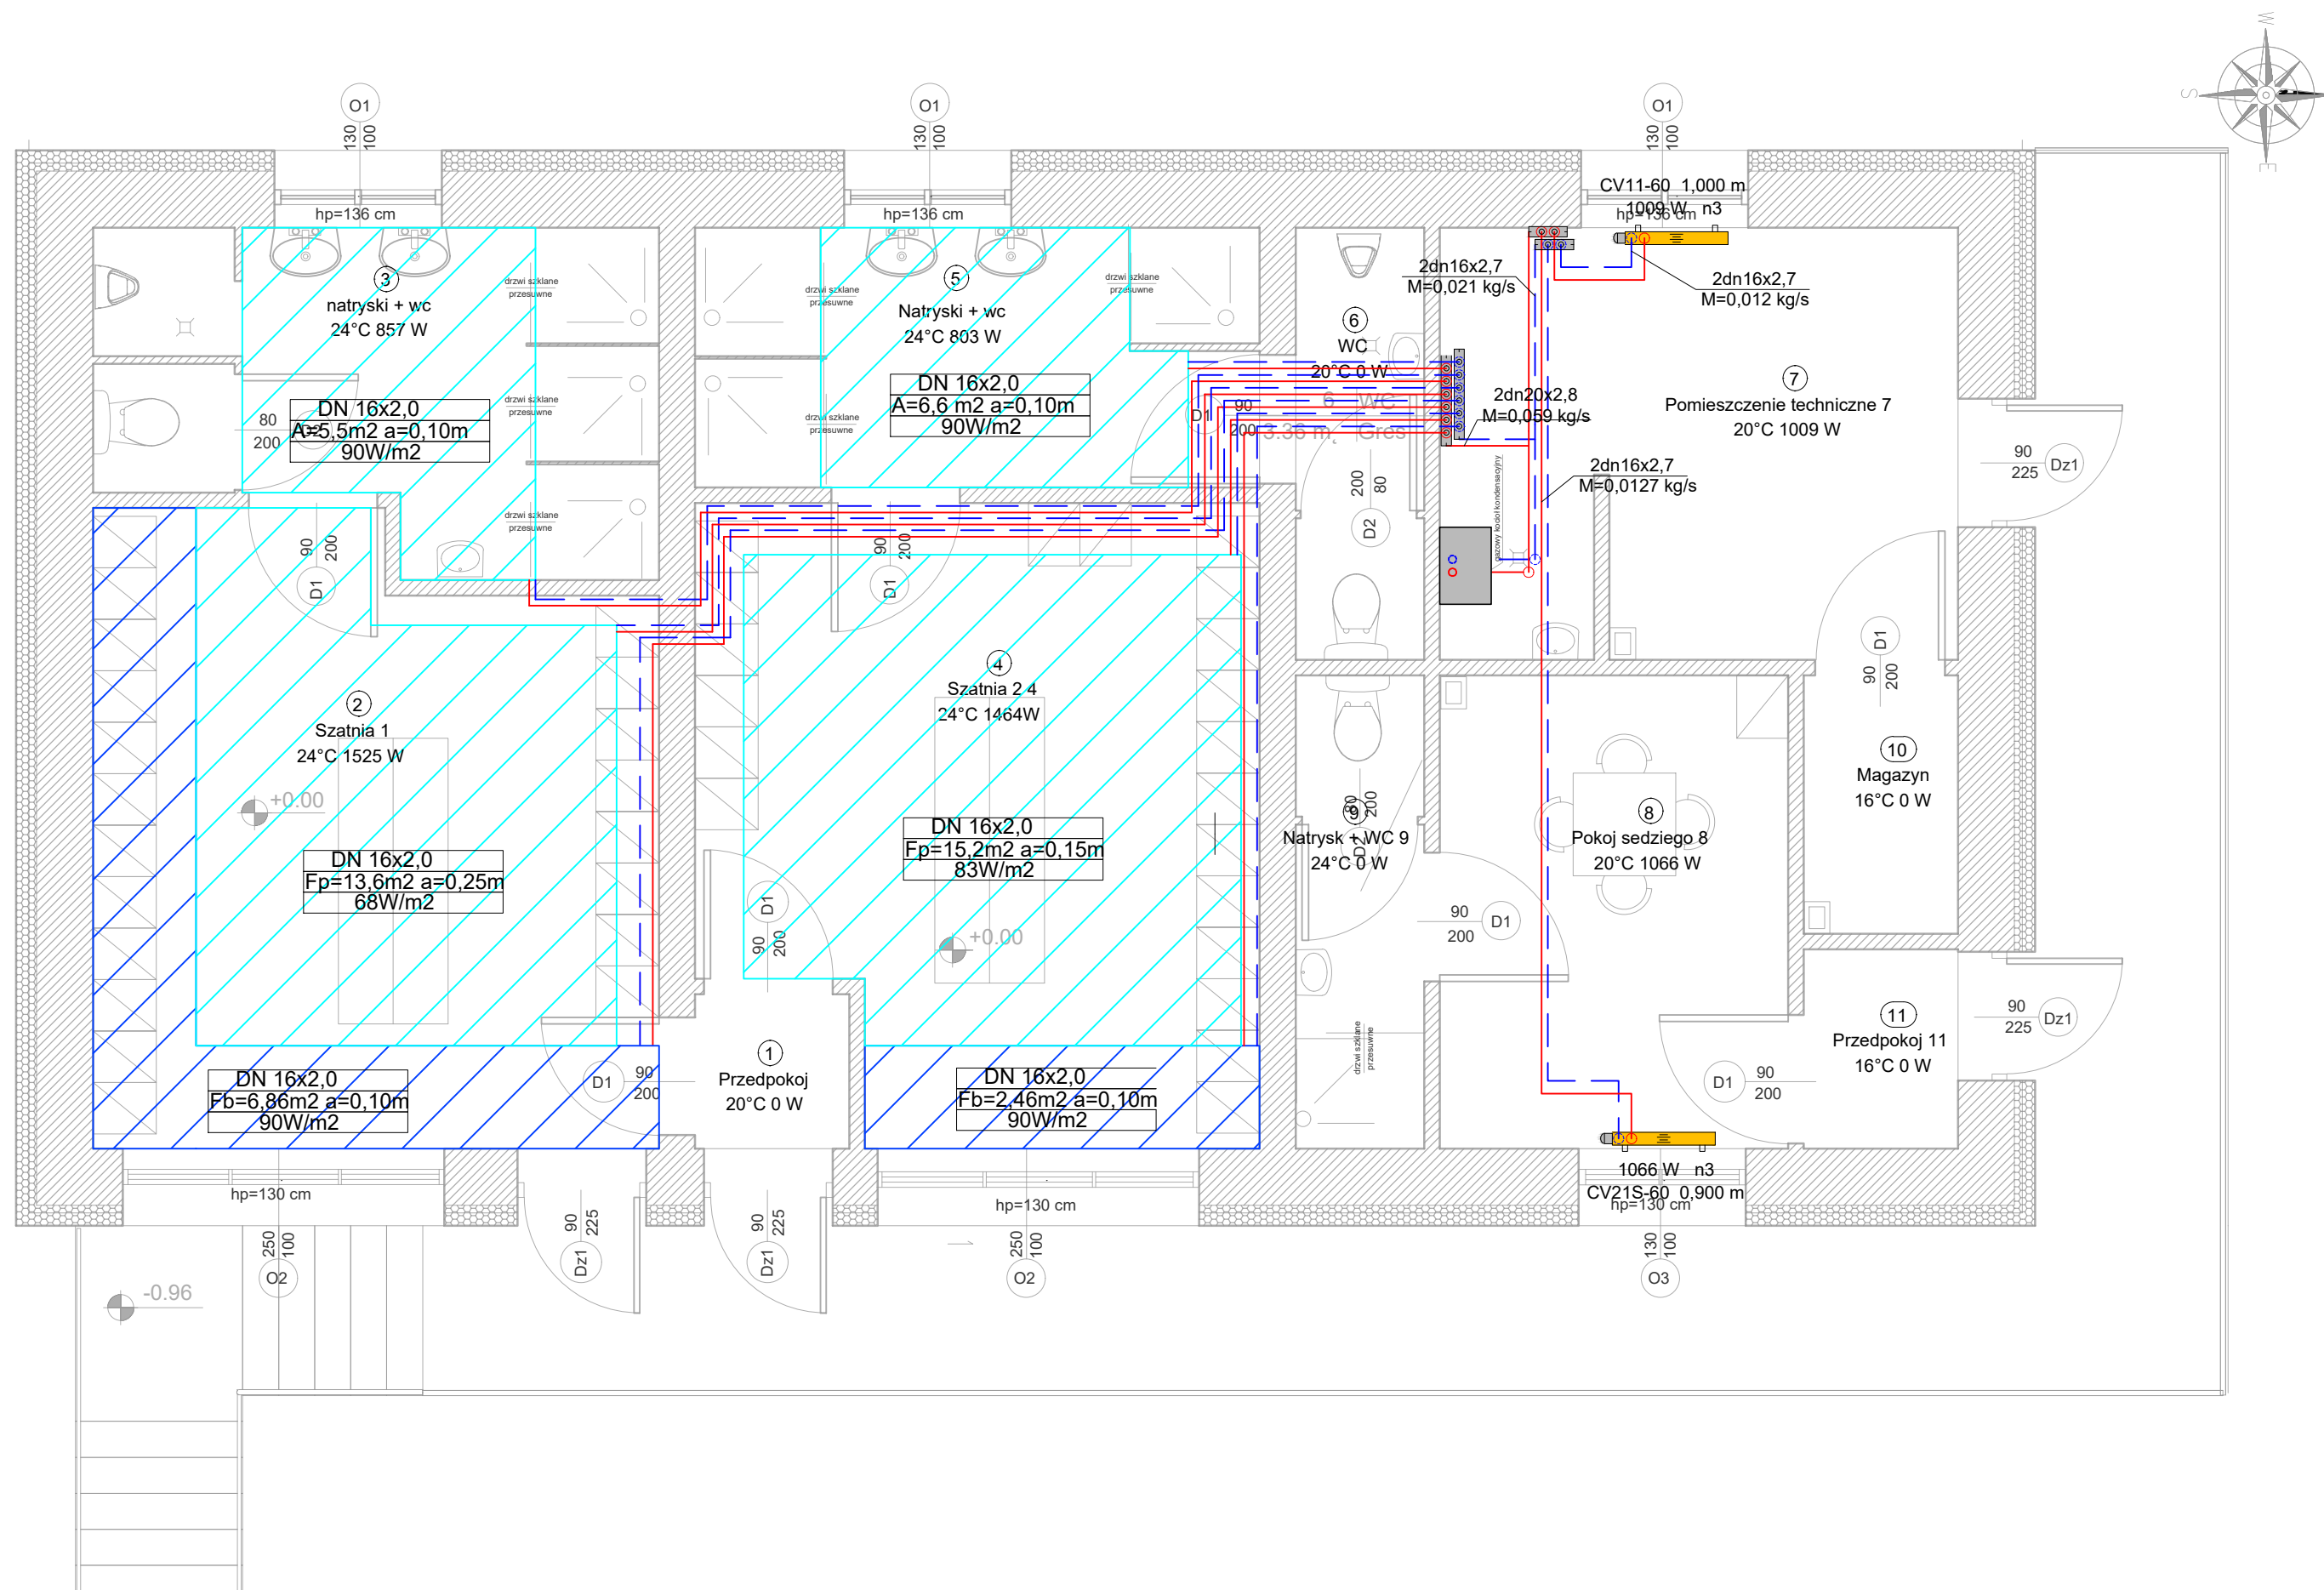 W
S
E
O1
130
100
O1
130
100
O1
130
100
hp=136 cm
hp=136 cm
CV11-60 1,000 m
1009 W n3
hp=136 cm
3
natryski + wc
24°C 857 W
drzwi szklane
przesuwne
drzwi szklane
przesuwne
5
Natryski + wc
24°C 803 W
drzwi szklane
przesuwne
6
WC
20°C 0 W
2dn16x2,7
M=0,021 kg/s
2dn16x2,7
M=0,012 kg/s
7
Pomieszczenie techniczne 7
20°C 1009 W
DN 16x2,0
A=5,5m2 a=0,10m
90W/m2
80
200
D2
drzwi szklane
przesuwne
drzwi szklane
przesuwne
DN 16x2,0
A=6,6 m2 a=0,10m
90W/m2
D1
90
200
6 WC
3.36 m Gres
2dn20x2,8
M=0,059 kg/s
90
225
Dz1
2dn16x2,7
M=0,0127 kg/s
gazowy kocioł kondensacyjny
drzwi szklane
przesuwne
200
80
D2
90
200
D1
90
200
D1
D1
90
200
2
Szatnia 1
24°C 1525 W
4
Szatnia 2 4
24°C 1464W
+0.00
10
Magazyn
16°C 0 W
80
200
D2
9
Natrysk + WC 9
24°C 0 W
8
Pokoj sedziego 8
20°C 1066 W
DN 16x2,0
Fp=13,6m2 a=0,25m
68W/m2
DN 16x2,0
Fp=15,2m2 a=0,15m
83W/m2
D1
90
200
+0.00
90
200
D1
11
Przedpokoj 11
16°C 0 W
90
225
Dz1
drzwi szklane
przesuwne
1
Przedpokoj
20°C 0 W
D1
90
200
D1
90
200
DN 16x2,0
Fb=6,86m2 a=0,10m
90W/m2
DN 16x2,0
Fb=2,46m2 a=0,10m
90W/m2
hp=130 cm
hp=130 cm
1066 W n3
CV21S-60 0,900 m
hp=130 cm
250
100
O2
90
225
Dz1
90
225
Dz1
250
100
O2
130
100
O3
-0.96